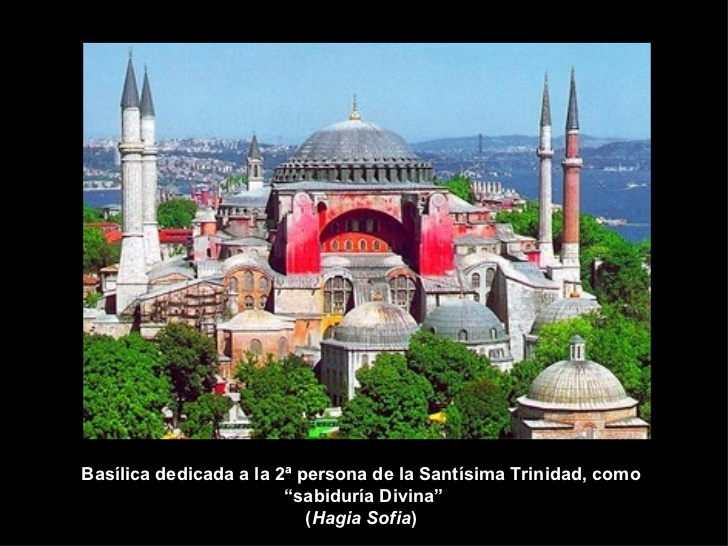 Basílica dedicada a la 2ª persona de la Santísima Trinidad, como
“sabiduría Divina”
(Hagia Sofia)